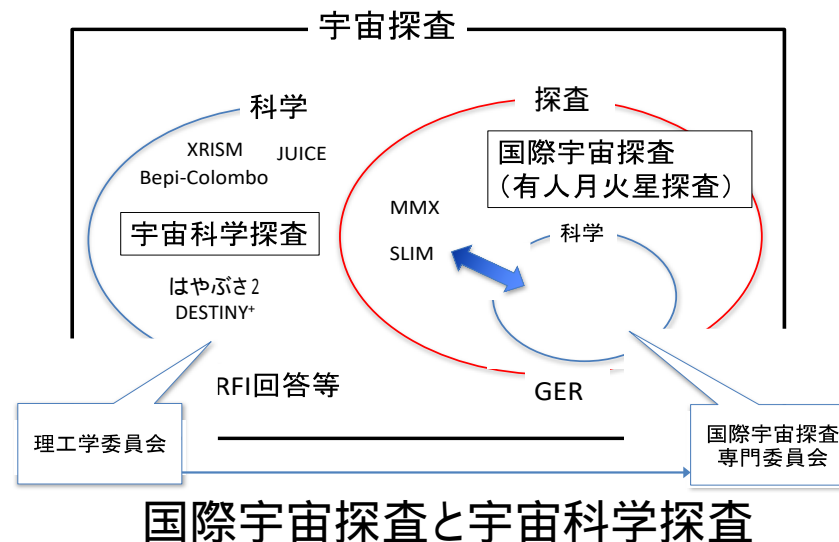 宇宙探査
科学
XRISM
JUICE
Bepi-Colombo
宇宙科学探査
はやぶさ2
DESTINY⁺
探査
国際宇宙探査
（有人月火星探査）
MMX
SLIM
科学
RFI回答等
GER
理工学委員会
国際宇宙探査
専門委員会
国際宇宙探査と宇宙科学探査